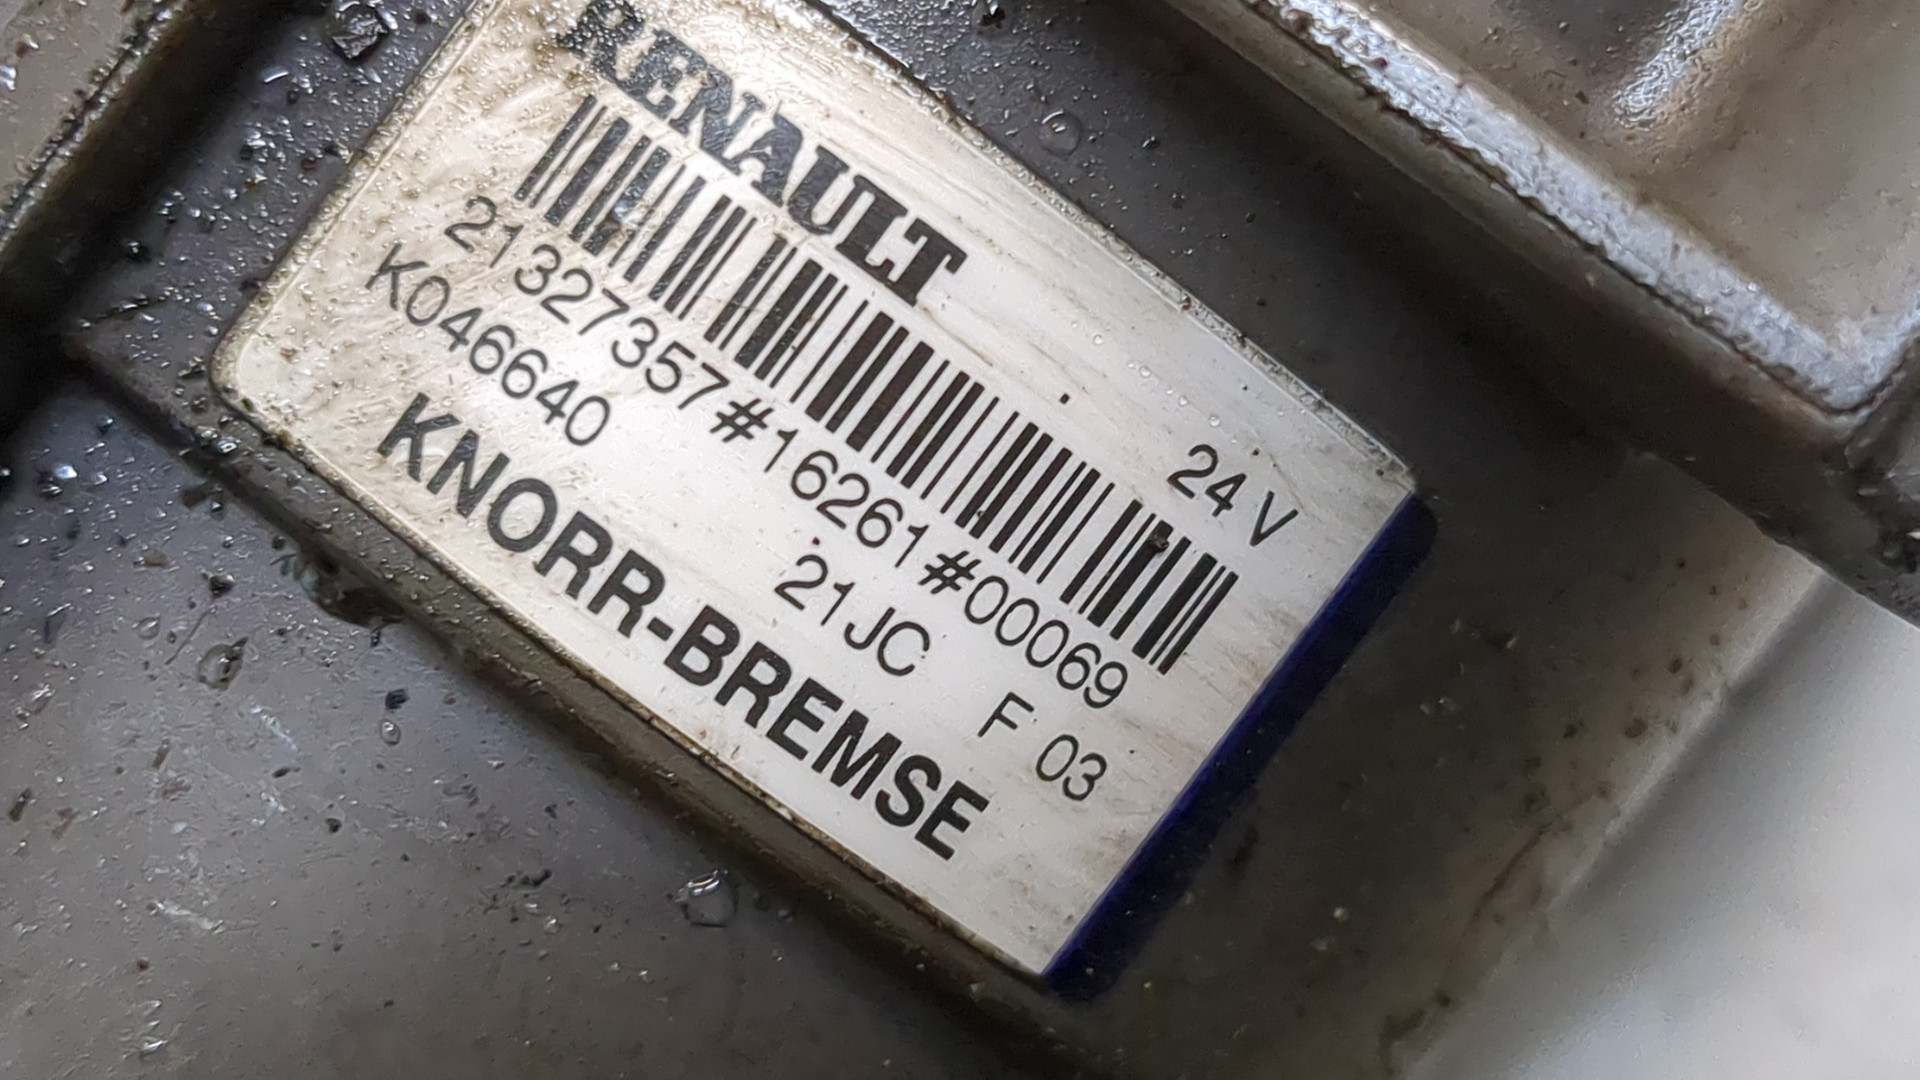 RENAULT
24 V
21327357#16261#00069
K046640 21JC F 03
KNORR-BREMSE